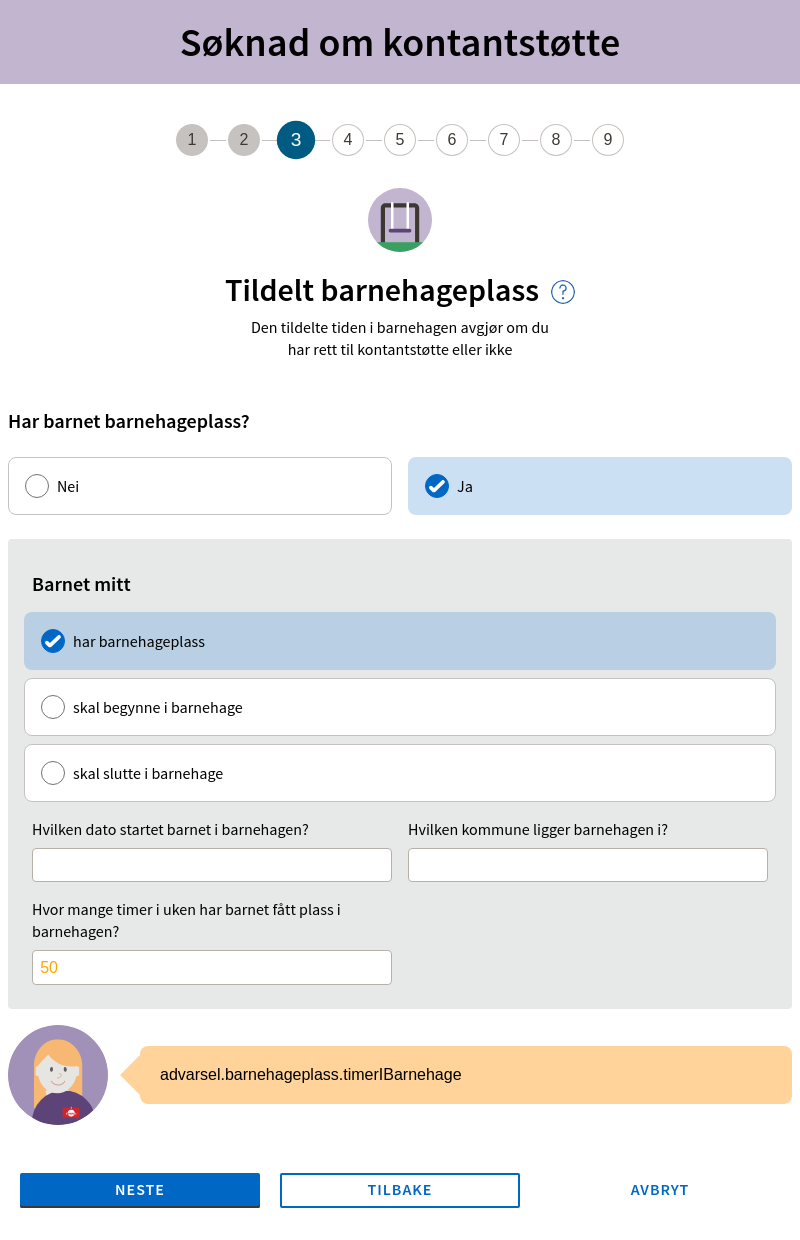 Søknad om kontantstøtte
1 2 3 4 5 6 7 8 9
Tildelt barnehageplass ?
Den tildelte tiden i barnehagen avgjør om du
har rett til kontantstøtte eller ikke
Har barnet barnehageplass?
Nei
Ja
Barnet mitt
har barnehageplass
skal begynne i barnehage
skal slutte i barnehage
Hvilken dato startet barnet i barnehagen?
Hvilken kommune ligger barnehagen i?
Hvor mange timer i uken har barnet fått plass i
barnehagen?
50
advarsel.barnehageplass.timerIBarnehage
NESTE
TILBAKE
AVBRYT